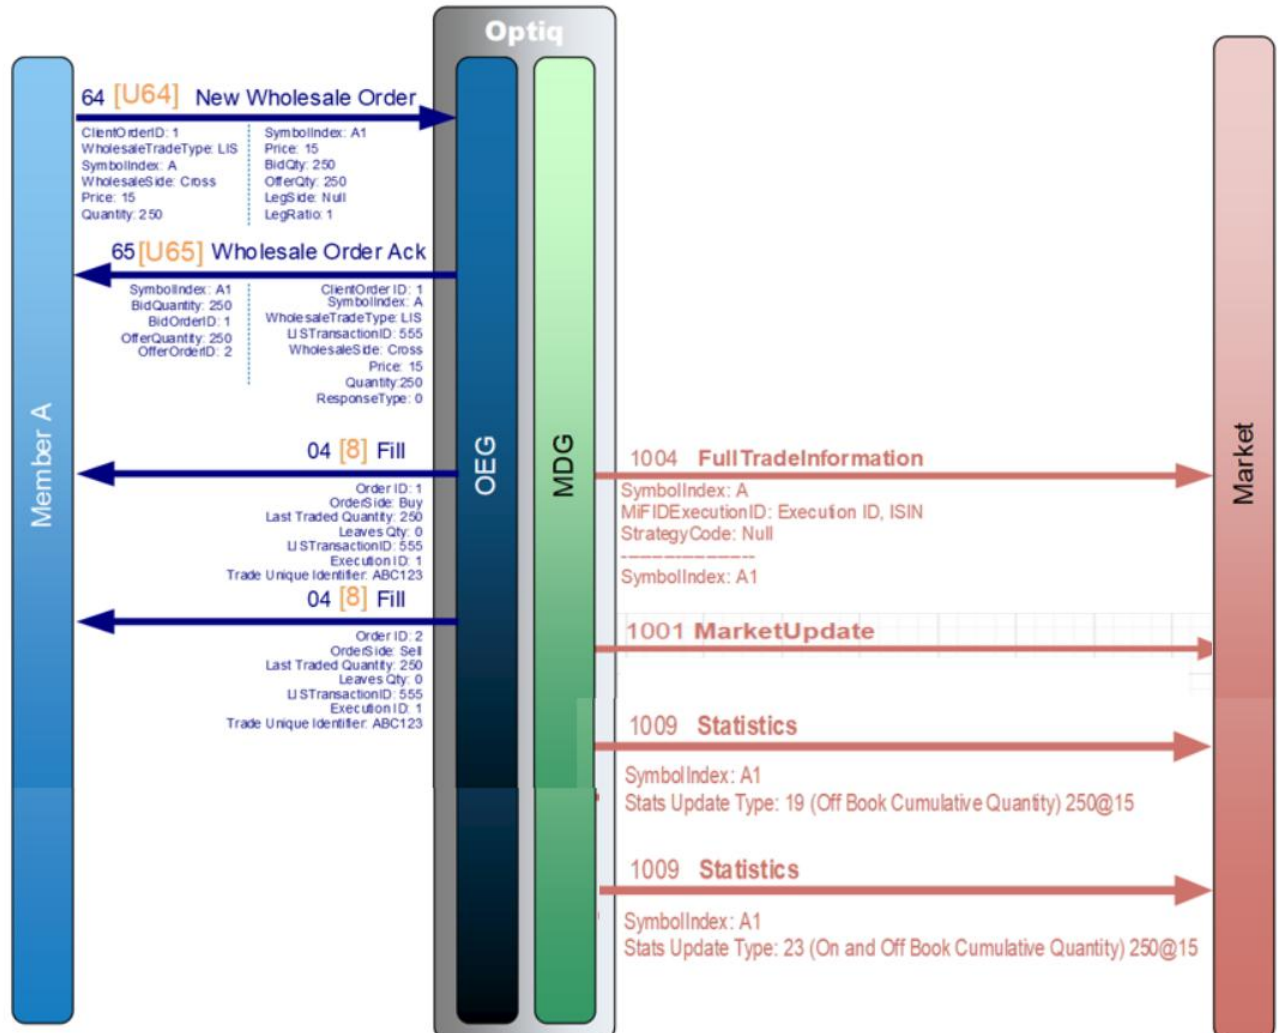 Optiq
Member A
OEG
MDG
Market
64 [U64] New Wholesale Order
ClientOrderID: 1
WholesaleTradeType: LIS
SymbolIndex: A
WholesaleSide: Cross
Price: 15
Quantity: 250
SymbolIndex: A1
Price: 15
BidQty: 250
OfferQty: 250
LegSide: Null
LegRatio: 1
65 [U65] Wholesale Order Ack
SymbolIndex: A1
BidQuantity: 250
BidOrderID: 1
OfferQuantity: 250
OfferOrderID: 2
ClientOrder ID: 1
SymbolIndex: A
WholesaleTradeType: LIS
LISTransactionID: 555
WholesaleSide: Cross
Price: 15
Quantity:250
ResponseType: 0
04 [8] Fill
Order ID: 1
OrderSide: Buy
Last Traded Quantity: 250
Leaves Qty: 0
LISTransactionID: 555
Execution ID: 1
Trade Unique Identifier: ABC123
04 [8] Fill
Order ID: 2
OrderSide: Sell
Last Traded Quantity: 250
Leaves Qty: 0
LISTransactionID: 555
Execution ID: 1
Trade Unique Identifier: ABC123
1004 FullTradeInformation
SymbolIndex: A
MiFIDExecutionID: Execution ID, ISIN
StrategyCode: Null
--------------------
SymbolIndex: A1
1001 MarketUpdate
1009 Statistics
SymbolIndex: A1
Stats Update Type: 19 (Off Book Cumulative Quantity) 250@15
1009 Statistics
SymbolIndex: A1
Stats Update Type: 23 (On and Off Book Cumulative Quantity) 250@15